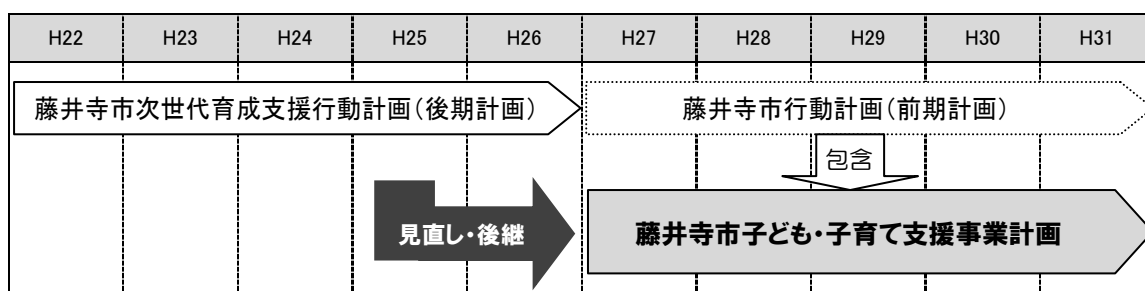 H22 H23 H24 H25 H26 H27 H28 H29 H30 H31
藤井寺市次世代育成支援行動計画(後期計画) 藤井寺市行動計画(前期計画)
包含
見直し・後継 藤井寺市子ども・子育て支援事業計画